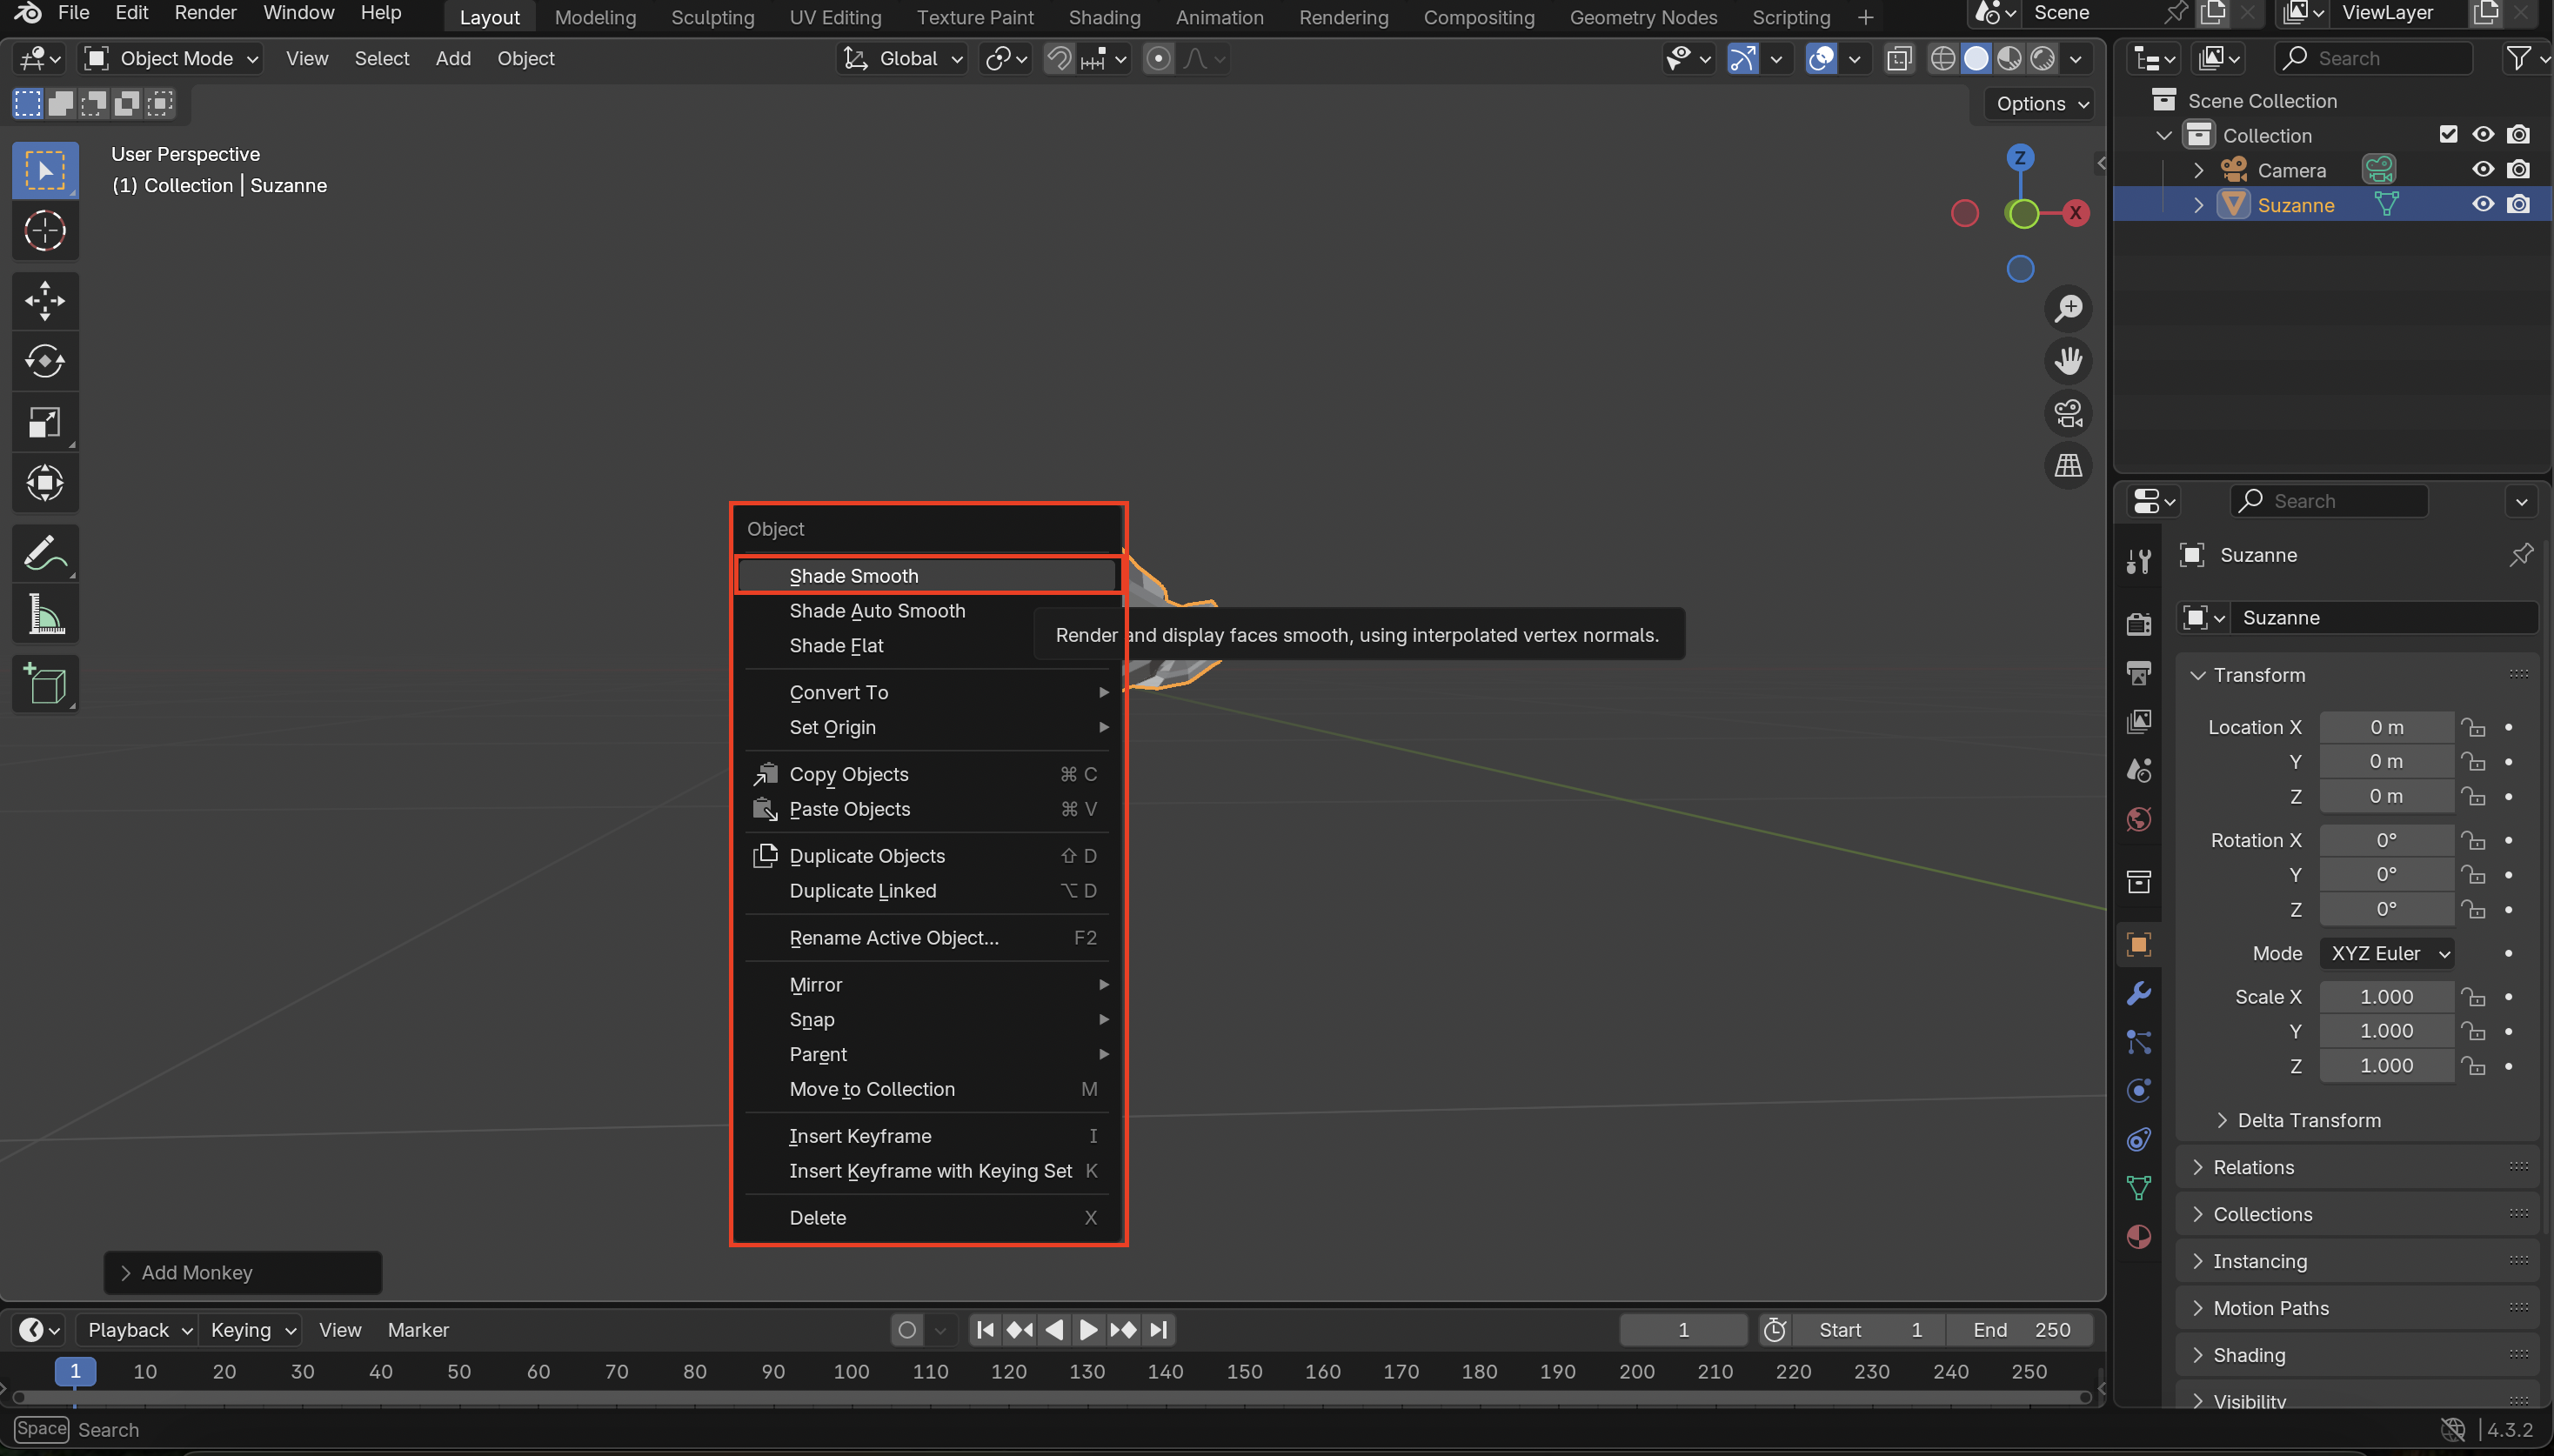 File Edit Render Window Help Layout Modeling Sculpting UV Editing Texture Paint Shading Animation Rendering Compositing Geometry Nodes Scripting + Scene ViewLayer
Object Mode View Select Add Object Global Search
Options
User Perspective
(1) Collection | Suzanne
Z
X
Scene Collection
Collection
Camera
Suzanne
Object
Shade Smooth
Shade Auto Smooth
Shade Flat
Render and display faces smooth, using interpolated vertex normals.
Convert To
Set Origin
Copy Objects ⌘ C
Paste Objects ⌘ V
Duplicate Objects ⇧ D
Duplicate Linked ⌥ D
Rename Active Object... F2
Mirror
Snap
Parent
Move to Collection M
Insert Keyframe I
Insert Keyframe with Keying Set K
Delete X
Add Monkey
Search
Suzanne
Suzanne
Transform
Location X 0 m
Y 0 m
Z 0 m
Rotation X 0°
Y 0°
Z 0°
Mode XYZ Euler
Scale X 1.000
Y 1.000
Z 1.000
Delta Transform
Relations
Collections
Instancing
Motion Paths
Shading
Visibility
Playback Keying View Marker 1 Start 1 End 250
1 10 20 30 40 50 60 70 80 90 100 110 120 130 140 150 160 170 180 190 200 210 220 230 240 250
Space Search 4.3.2